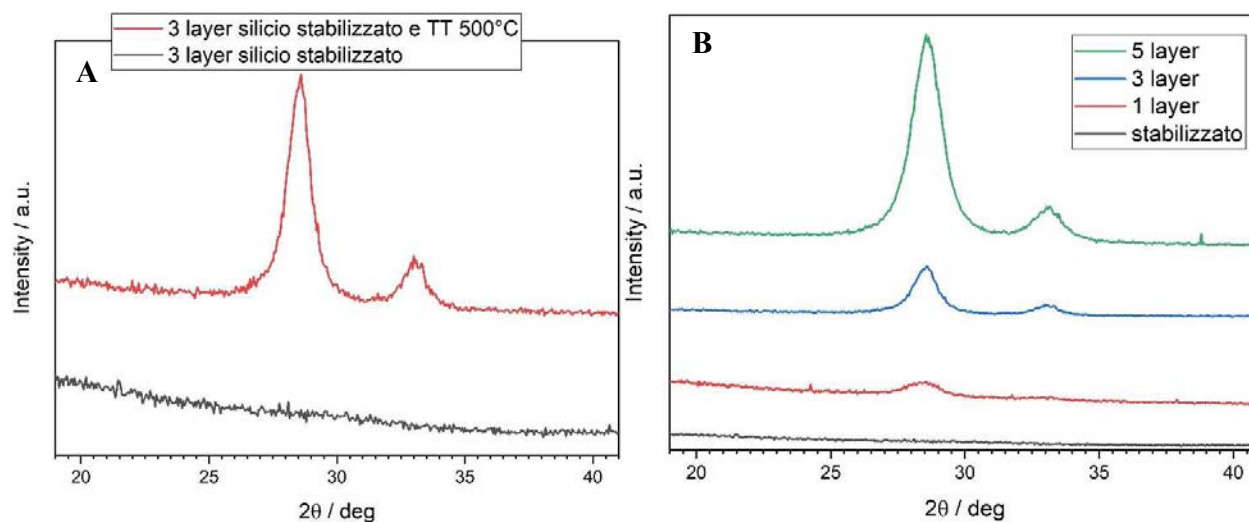 3 layer silicio stabilizzato e TT 500°C
3 layer silicio stabilizzato
A
Intensity / a.u.
20 25 30 35 40
2θ / deg
B
5 layer
3 layer
1 layer
stabilizzato
Intensity / a.u.
20 25 30 35 40
2θ / deg